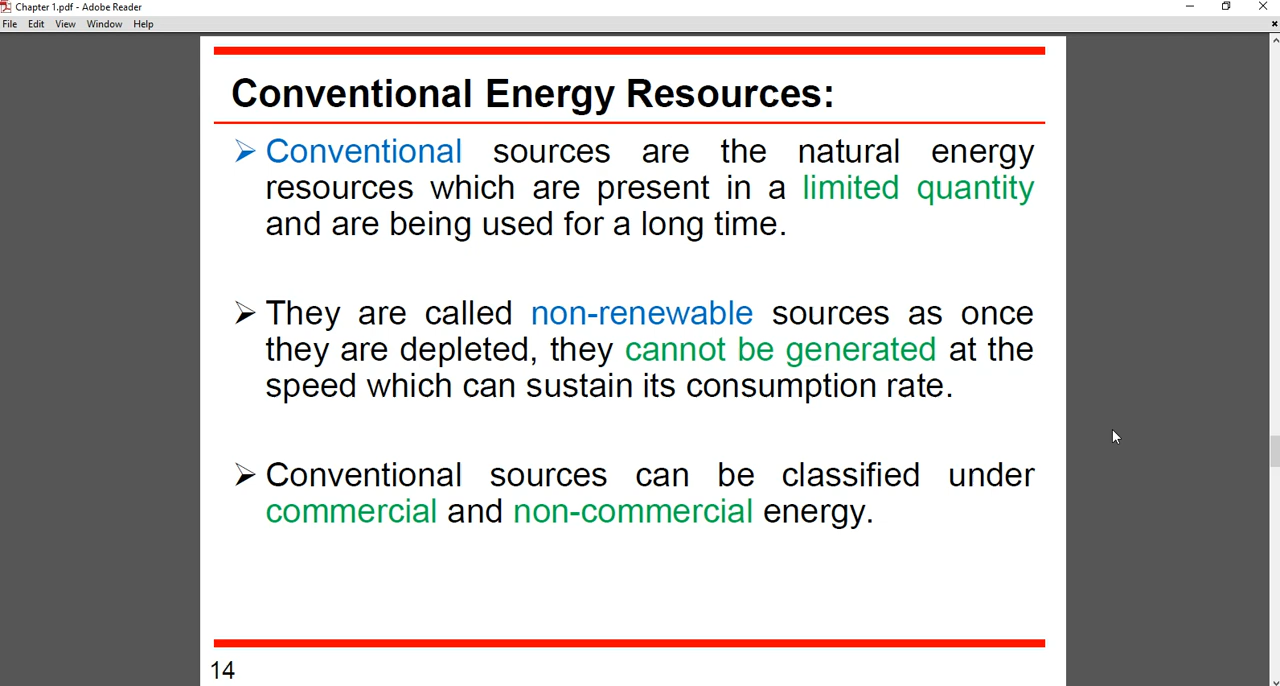 Chapter 1.pdf - Adobe Reader
File Edit View Window Help
Conventional Energy Resources:
Conventional sources are the natural energy
resources which are present in a limited quantity
and are being used for a long time.
They are called non-renewable sources as once
they are depleted, they cannot be generated at the
speed which can sustain its consumption rate.
Conventional sources can be classified under
commercial and non-commercial energy.
14